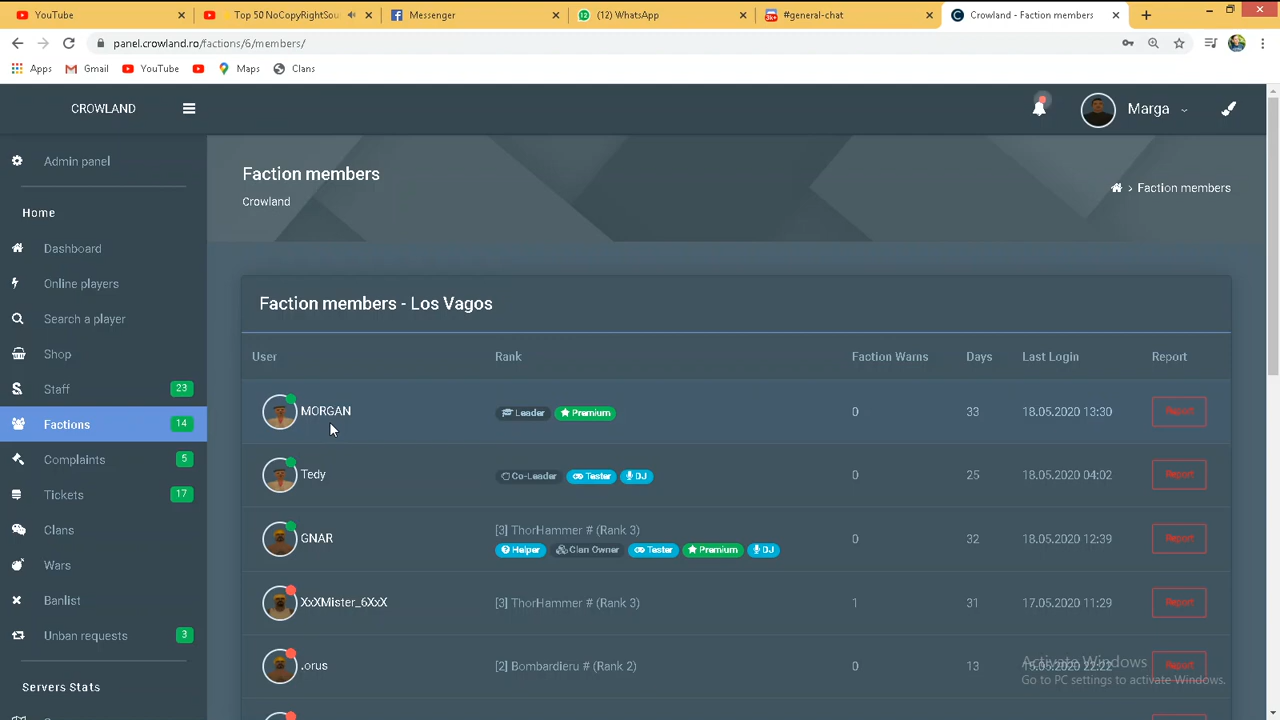 YouTube
Top 50 NoCopyRightSou
Messenger
(12) WhatsApp
#general-chat
Crowland - Faction members
panel.crowland.ro/factions/6/members/
Apps
Gmail
YouTube
Maps
Clans
CROWLAND
Marga
Admin panel
Home
Dashboard
Online players
Search a player
Shop
Staff 23
Factions 14
Complaints 5
Tickets 17
Clans
Wars
Banlist
Unban requests 3
Servers Stats
Faction members
Crowland
> Faction members
Faction members - Los Vagos
User Rank Faction Warns Days Last Login Report
MORGAN Leader Premium 0 33 18.05.2020 13:30 Report
Tedy Co-Leader Tester DJ 0 25 18.05.2020 04:02 Report
GNAR [3] ThorHammer # (Rank 3) 0 32 18.05.2020 12:39 Report
Helper Clan Owner Tester Premium DJ
XxXMister_6XxX [3] ThorHammer # (Rank 3) 1 31 17.05.2020 11:29 Report
.orus [2] Bombardieru # (Rank 2) 0 13 15.05.2020 22:22 Report
Activate Windows
Go to PC settings to activate Windows.